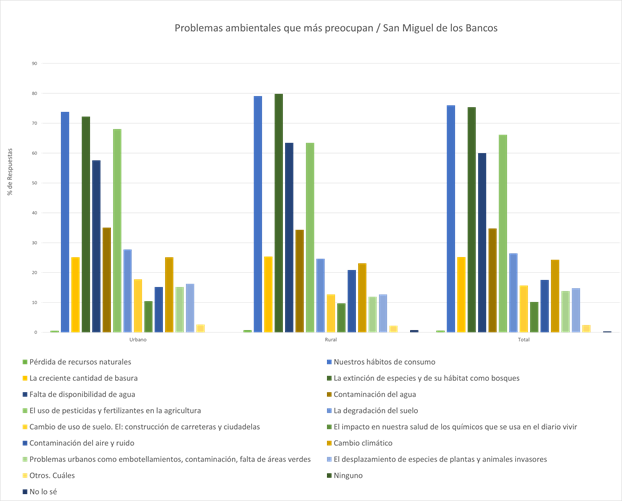 Problemas ambientales que más preocupan / San Miguel de los Bancos
90
80
70
60
50
40
30
20
10
0
% de Respuestas
Urbano
Rural
Total
Pérdida de recursos naturales
Nuestros hábitos de consumo
La creciente cantidad de basura
La extinción de especies y de su hábitat como bosques
Falta de disponibilidad de agua
Contaminación del agua
El uso de pesticidas y fertilizantes en la agricultura
La degradación del suelo
Cambio de uso de suelo. El: construcción de carreteras y ciudadelas
El impacto en nuestra salud de los químicos que se usa en el diario vivir
Contaminación del aire y ruido
Cambio climático
Problemas urbanos como embotellamientos, contaminación, falta de áreas verdes
El desplazamiento de especies de plantas y animales invasores
Otros. Cuáles
Ninguno
No lo sé